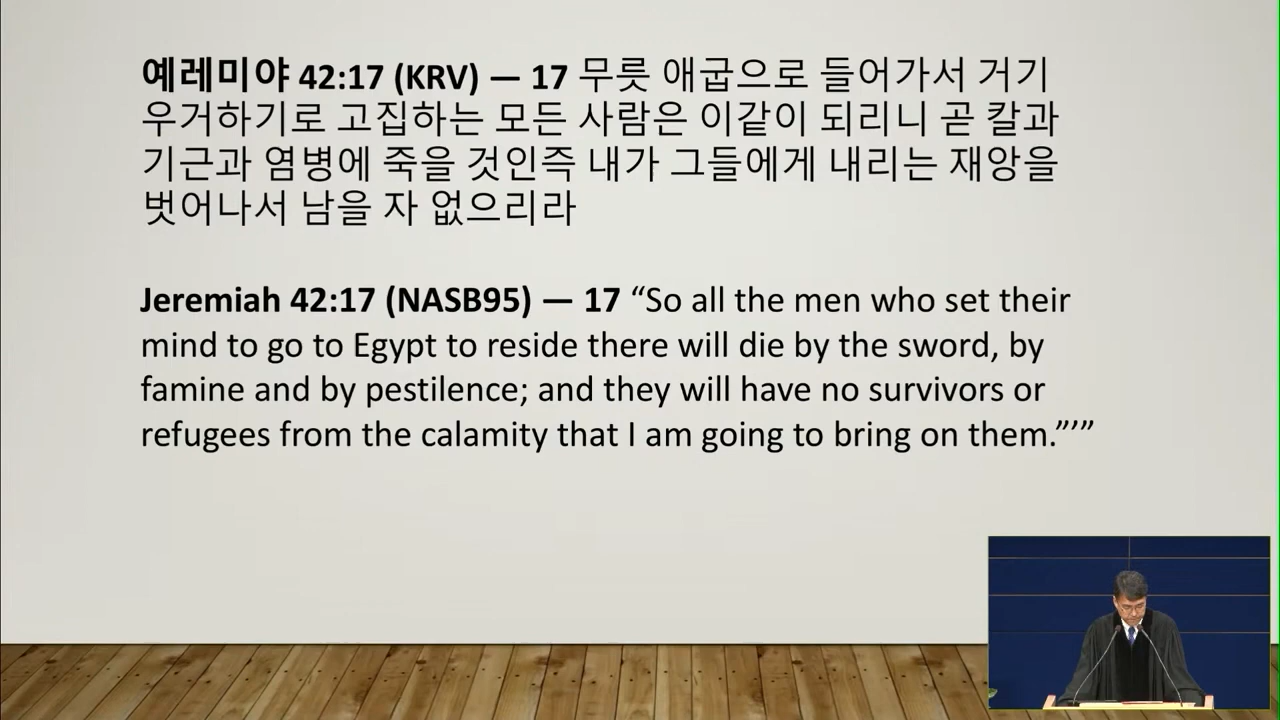 예레미야 42:17 (KRV) — 17 무릇 애굽으로 들어가서 거기
우거하기로 고집하는 모든 사람은 이같이 되리니 곧 칼과
기근과 염병에 죽을 것인즉 내가 그들에게 내리는 재앙을
벗어나서 남을 자 없으리라
Jeremiah 42:17 (NASB95) — 17 “So all the men who set their
mind to go to Egypt to reside there will die by the sword, by
famine and by pestilence; and they will have no survivors or
refugees from the calamity that I am going to bring on them.”’”